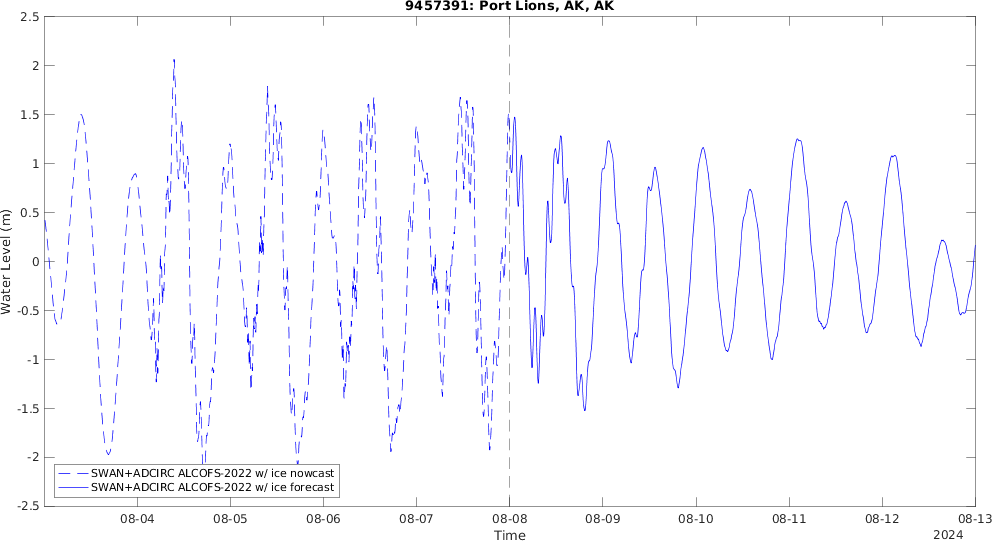 9457391: Port Lions, AK, AK
2.5
2
1.5
1
0.5
0
-0.5
-1
-1.5
-2
-2.5
Water Level (m)
SWAN+ADCIRC ALCOFS-2022 w/ ice nowcast
SWAN+ADCIRC ALCOFS-2022 w/ ice forecast
08-04 08-05 08-06 08-07 08-08 08-09 08-10 08-11 08-12 08-13
Time
2024